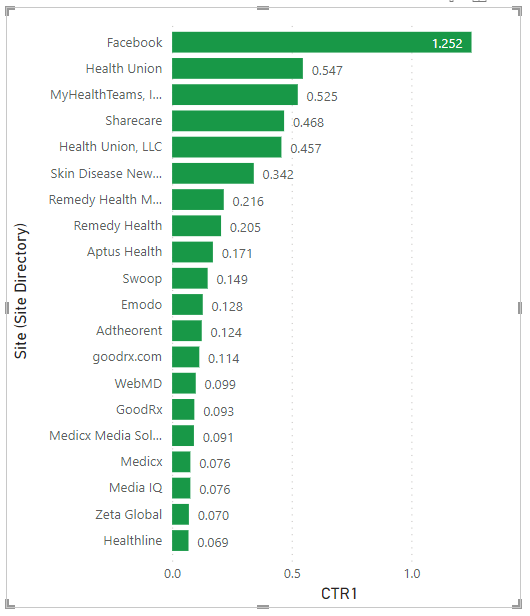 Facebook 1.252
Health Union 0.547
MyHealthTeams, I... 0.525
Sharecare 0.468
Health Union, LLC 0.457
Skin Disease New... 0.342
Remedy Health M... 0.216
Remedy Health 0.205
Aptus Health 0.171
Swoop 0.149
Emodo 0.128
Adtheorent 0.124
goodrx.com 0.114
WebMD 0.099
GoodRx 0.093
Medicx Media Sol... 0.091
Medicx 0.076
Media IQ 0.076
Zeta Global 0.070
Healthline 0.069
Site (Site Directory)
0.0 0.5 1.0
CTR1